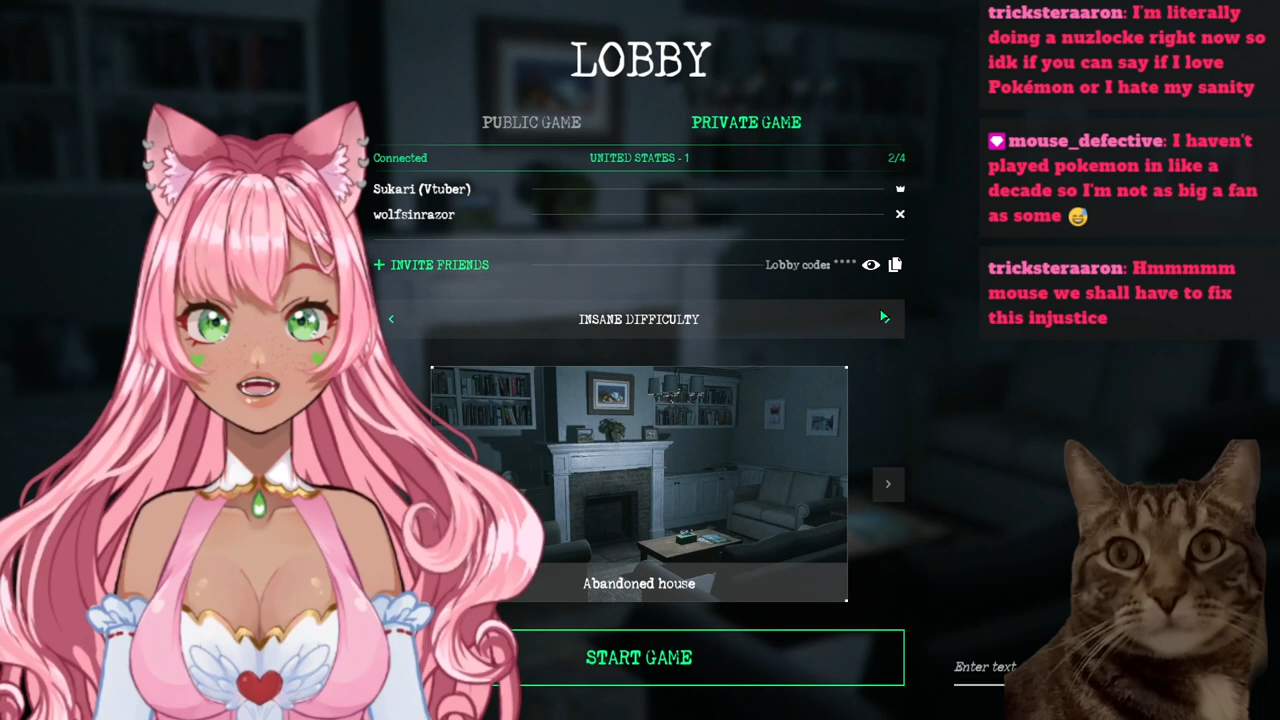 LOBBY
PUBLIC GAME
PRIVATE GAME
Connected
UNITED STATES - 1
2/4
Sukari (Vtuber)
wolfsinrazor
+ INVITE FRIENDS
Lobby code: ****
INSANE DIFFICULTY
Abandoned house
START GAME
Enter text
tricksteraaron: I'm literally
doing a nuzlocke right now so
idk if you can say if I love
Pokémon or I hate my sanity
mouse_defective: I haven't
played pokemon in like a
decade so I'm not as big a fan
as some 😅
tricksteraaron: Hmmmmm
mouse we shall have to fix
this injustice